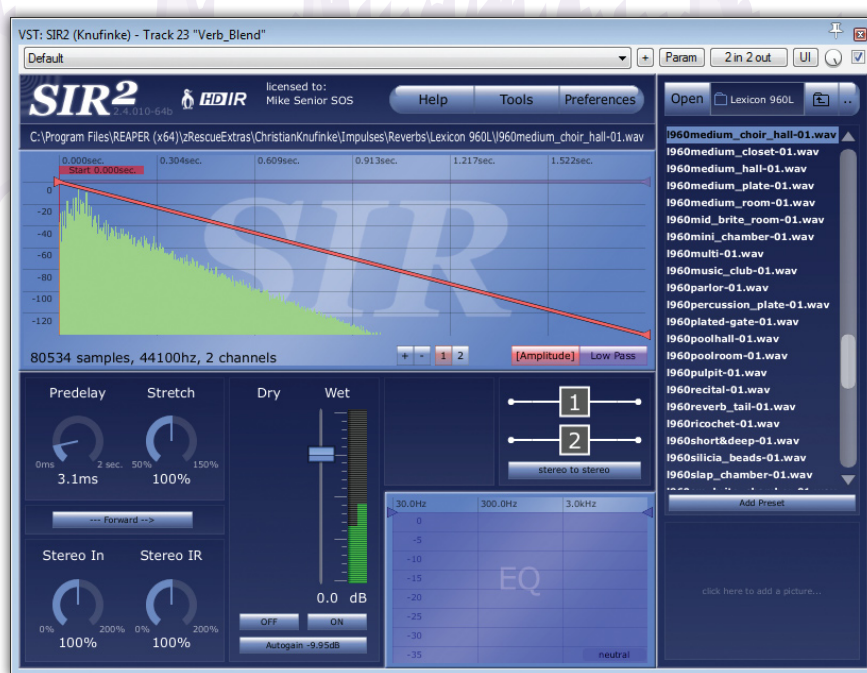 VST: SIR2 (Knufinke) - Track 23 "Verb_Blend"
Default + Param 2 in 2 out UI
SIR2 2.4.010-64b HDIR licensed to: Mike Senior SOS Help Tools Preferences Open Lexicon 960L ..
C:\Program Files\REAPER (x64)\zRescueExtras\ChristianKnufinke\Impulses\Reverbs\Lexicon 960L\l960medium_choir_hall-01.wav
0.000sec. 0.304sec. 0.609sec. 0.913sec. 1.217sec. 1.522sec.
Start 0.000sec.
0
-20
-40
-60
-80
-100
-120
SIR
80534 samples, 44100hz, 2 channels + - 1 2 [Amplitude] Low Pass
Predelay Stretch
0ms 2 sec. 50% 150%
3.1ms 100%
--- Forward -->
Stereo In Stereo IR
0% 200% 0% 200%
100% 100%
Dry Wet
0.0 dB
OFF ON
Autogain -9.95dB
1
2
stereo to stereo
30.0Hz 300.0Hz 3.0kHz
0
-5
-10
-15
-20
-25
-30
-35
EQ
neutral
l960medium_choir_hall-01.wav
l960medium_closet-01.wav
l960medium_hall-01.wav
l960medium_plate-01.wav
l960medium_room-01.wav
l960mid_brite_room-01.wav
l960mini_chamber-01.wav
l960multi-01.wav
l960music_club-01.wav
l960parlor-01.wav
l960percussion_plate-01.wav
l960plated-gate-01.wav
l960poolhall-01.wav
l960poolroom-01.wav
l960pulpit-01.wav
l960recital-01.wav
l960reverb_tail-01.wav
l960ricochet-01.wav
l960short&deep-01.wav
l960silicia_beads-01.wav
l960slap_chamber-01.wav
Add Preset
click here to add a picture...